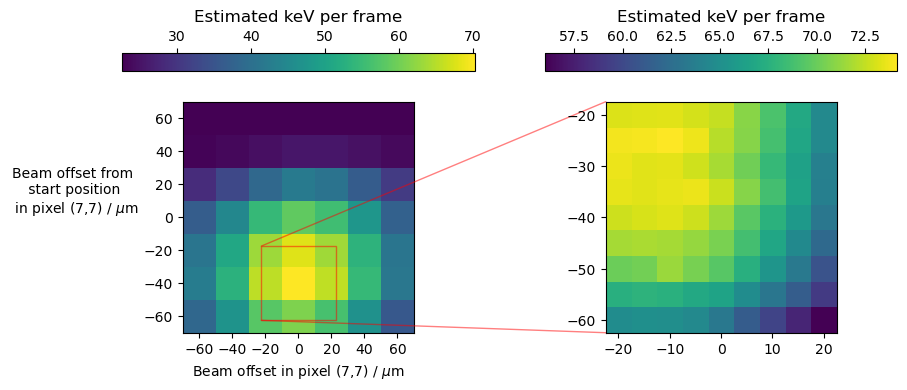 Estimated keV per frame
30 40 50 60 70
60
40
20
0
−20
−40
−60
Beam offset from
start position
in pixel (7,7) / μm
−60 −40 −20 0 20 40 60
Beam offset in pixel (7,7) / μm
Estimated keV per frame
57.5 60.0 62.5 65.0 67.5 70.0 72.5
−20
−30
−40
−50
−60
−20 −10 0 10 20